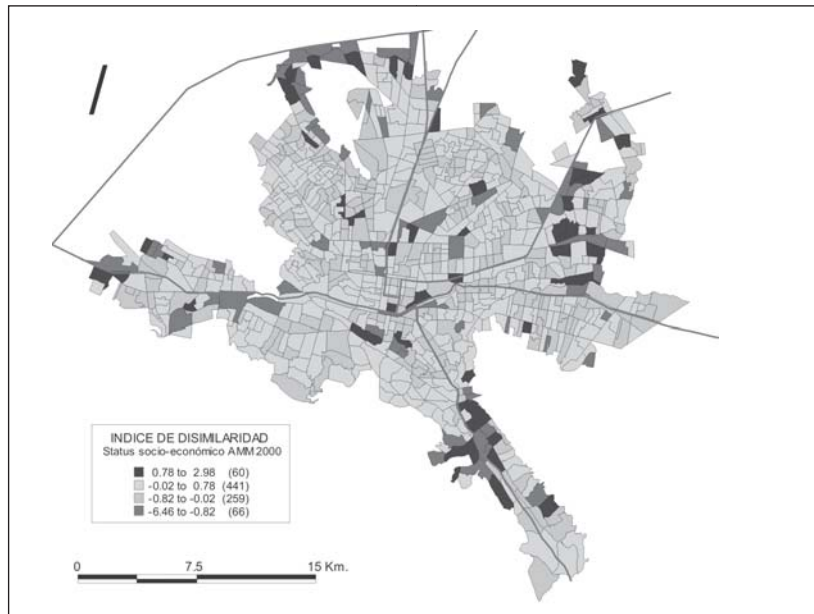 INDICE DE DISIMILARIDAD
Status socio-económico AMM 2000
0.78 to 2.98 (60)
-0.02 to 0.78 (441)
-0.82 to -0.02 (259)
-6.46 to -0.82 (66)
0 7.5 15 Km.